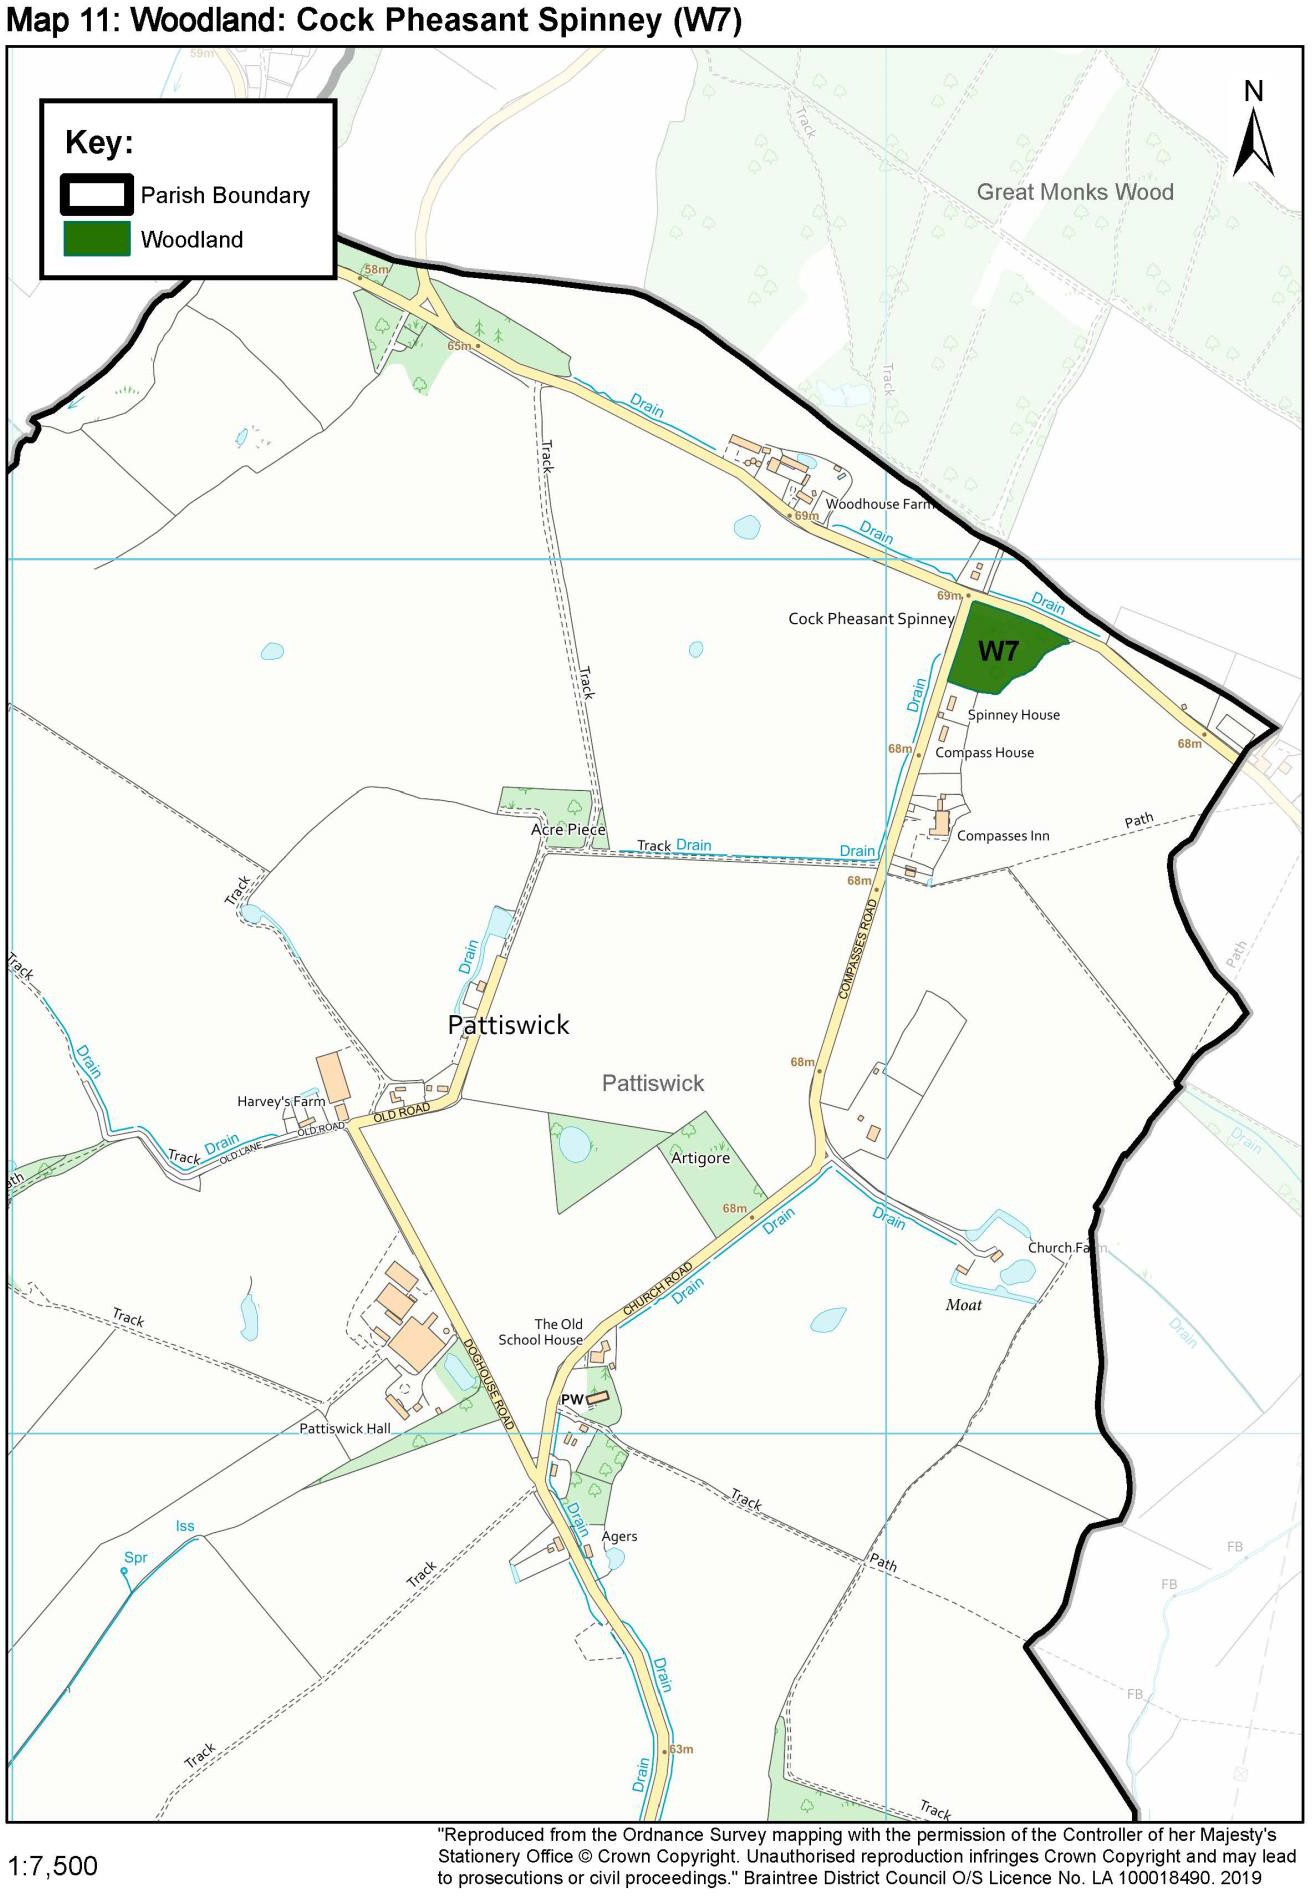 Map 11: Woodland: Cock Pheasant Spinney (W7)
59m
N
Key:
Parish Boundary
Woodland
Track
Great Monks Wood
58m
65m
Track
Drain
Track
Woodhouse Farm
69m
Drain
69m
Drain
Cock Pheasant Spinney
W7
Track
Drain
Spinney House
68m
Compass House
68m
Acre Piece
Track
Drain
Drain
Compasses Inn
Path
68m
Track
COMPASSES ROAD
Track
Drain
Path
Pattiswick
Drain
68m
Pattiswick
Harvey's Farm
OLD ROAD
OLD ROAD
OLD LANE
Track
Drain
Drain
Artigore
68m
Drain
Drain
Church Farm
Moat
CHURCH ROAD
Drain
Drain
Track
The Old
School House
DOGHOUSE ROAD
PW
Pattiswick Hall
Track
Iss
Spr
Drain
Agers
Track
Path
FB
FB
Drain
FB
Track
63m
Drain
Track
1:7,500
"Reproduced from the Ordnance Survey mapping with the permission of the Controller of her Majesty's
Stationery Office © Crown Copyright. Unauthorised reproduction infringes Crown Copyright and may lead
to prosecutions or civil proceedings." Braintree District Council O/S Licence No. LA 100018490. 2019